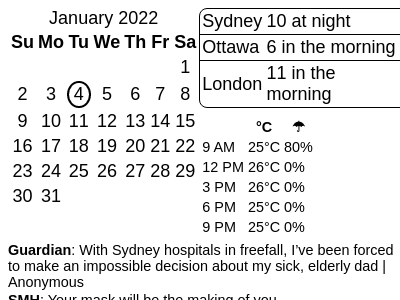 January 2022
Su Mo Tu We Th Fr Sa
1
2 3 4 5 6 7 8
9 10 11 12 13 14 15
16 17 18 19 20 21 22
23 24 25 26 27 28 29
30 31
Sydney 10 at night
Ottawa 6 in the morning
London 11 in the
morning
°C ☂
9 AM 25°C 80%
12 PM 26°C 0%
3 PM 26°C 0%
6 PM 25°C 0%
9 PM 25°C 0%
Guardian: With Sydney hospitals in freefall, I've been forced
to make an impossible decision about my sick, elderly dad |
Anonymous
SMH: Your mask will be the making of you